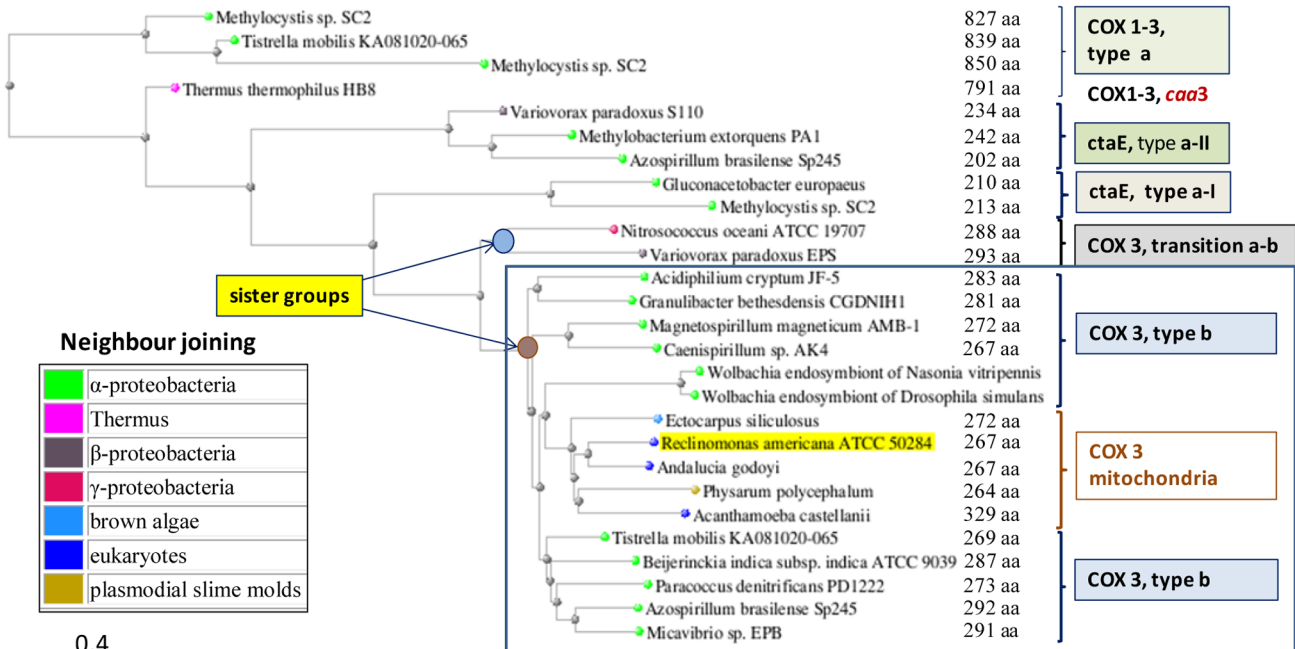 Methylocystis sp. SC2 827 aa
Tistrella mobilis KA081020-065 839 aa
Methylocystis sp. SC2 850 aa
COX 1-3,
type a
Thermus thermophilus HB8 791 aa
COX1-3, caa3
Variovorax paradoxus S110 234 aa
Methylobacterium extorquens PA1 242 aa
Azospirillum brasilense Sp245 202 aa
ctaE, type a-II
Gluconacetobacter europaeus 210 aa
Methylocystis sp. SC2 213 aa
ctaE, type a-I
Nitrosococcus oceani ATCC 19707 288 aa
Variovorax paradoxus EPS 293 aa
COX 3, transition a-b
sister groups
Acidiphilium cryptum JF-5 283 aa
Granulibacter bethesdensis CGDNIH1 281 aa
Magnetospirillum magneticum AMB-1 272 aa
Caenispirillum sp. AK4 267 aa
Wolbachia endosymbiont of Nasonia vitripennis
Wolbachia endosymbiont of Drosophila simulans
COX 3, type b
Ectocarpus siliculosus 272 aa
Reclinomonas americana ATCC 50284 267 aa
Andalucia godoyi 267 aa
Physarum polycephalum 264 aa
Acanthamoeba castellanii 329 aa
COX 3
mitochondria
Tistrella mobilis KA081020-065 269 aa
Beijerinckia indica subsp. indica ATCC 9039 287 aa
Paracoccus denitrificans PD1222 273 aa
Azospirillum brasilense Sp245 292 aa
Micavibrio sp. EPB 291 aa
COX 3, type b
Neighbour joining
α-proteobacteria
Thermus
β-proteobacteria
γ-proteobacteria
brown algae
eukaryotes
plasmodial slime molds
0.4